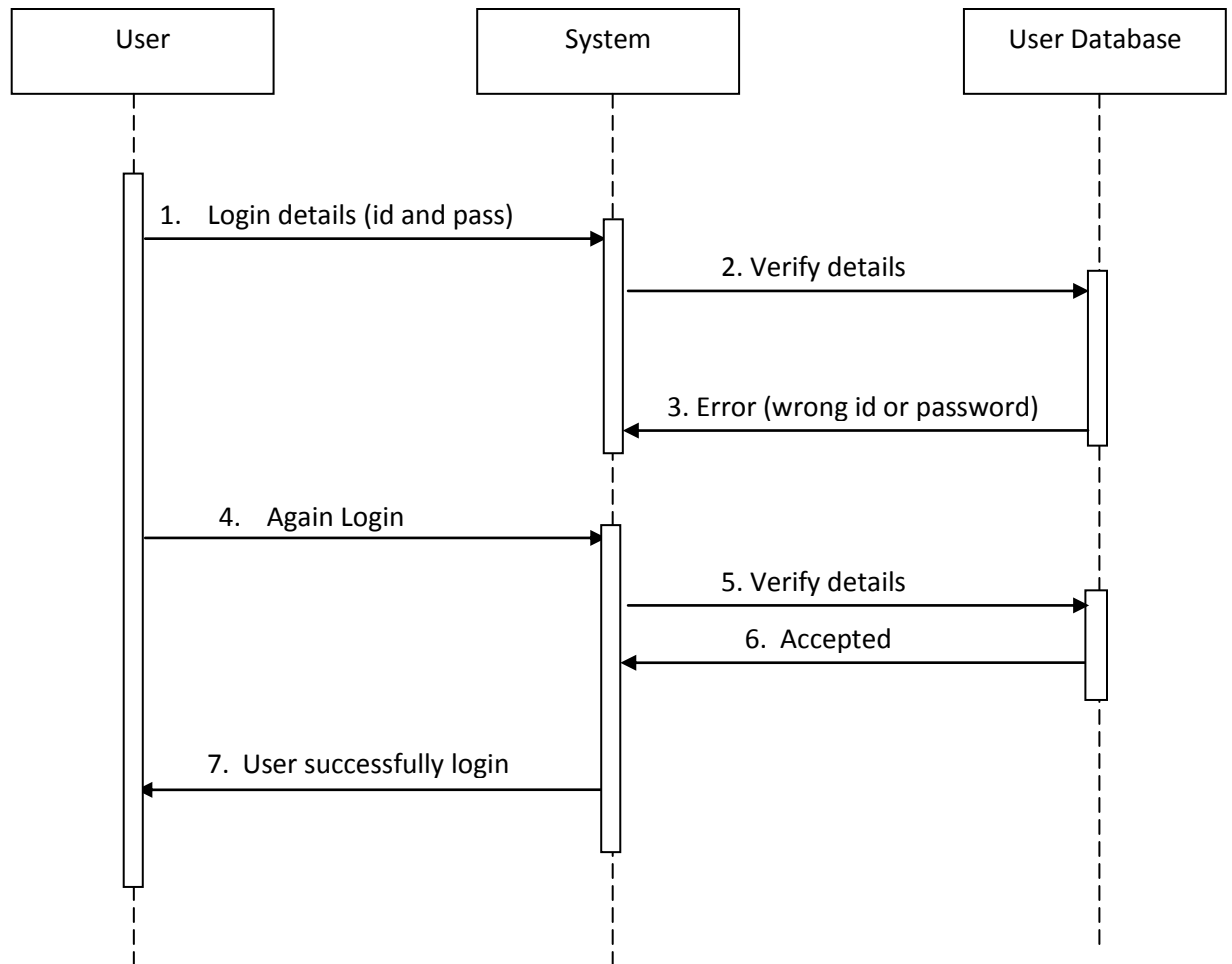 User
System
User Database
1. Login details (id and pass)
2. Verify details
3. Error (wrong id or password)
4. Again Login
5. Verify details
6. Accepted
7. User successfully login